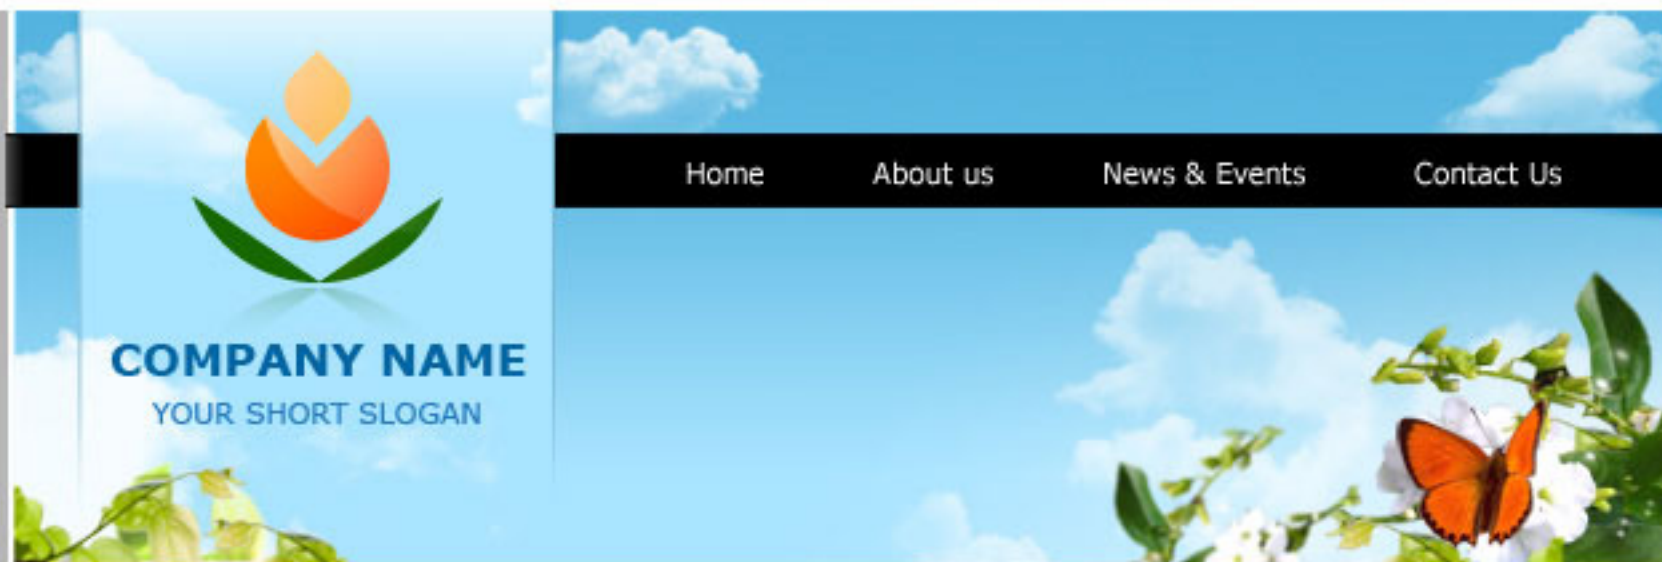 Home About us News & Events Contact Us
COMPANY NAME
YOUR SHORT SLOGAN